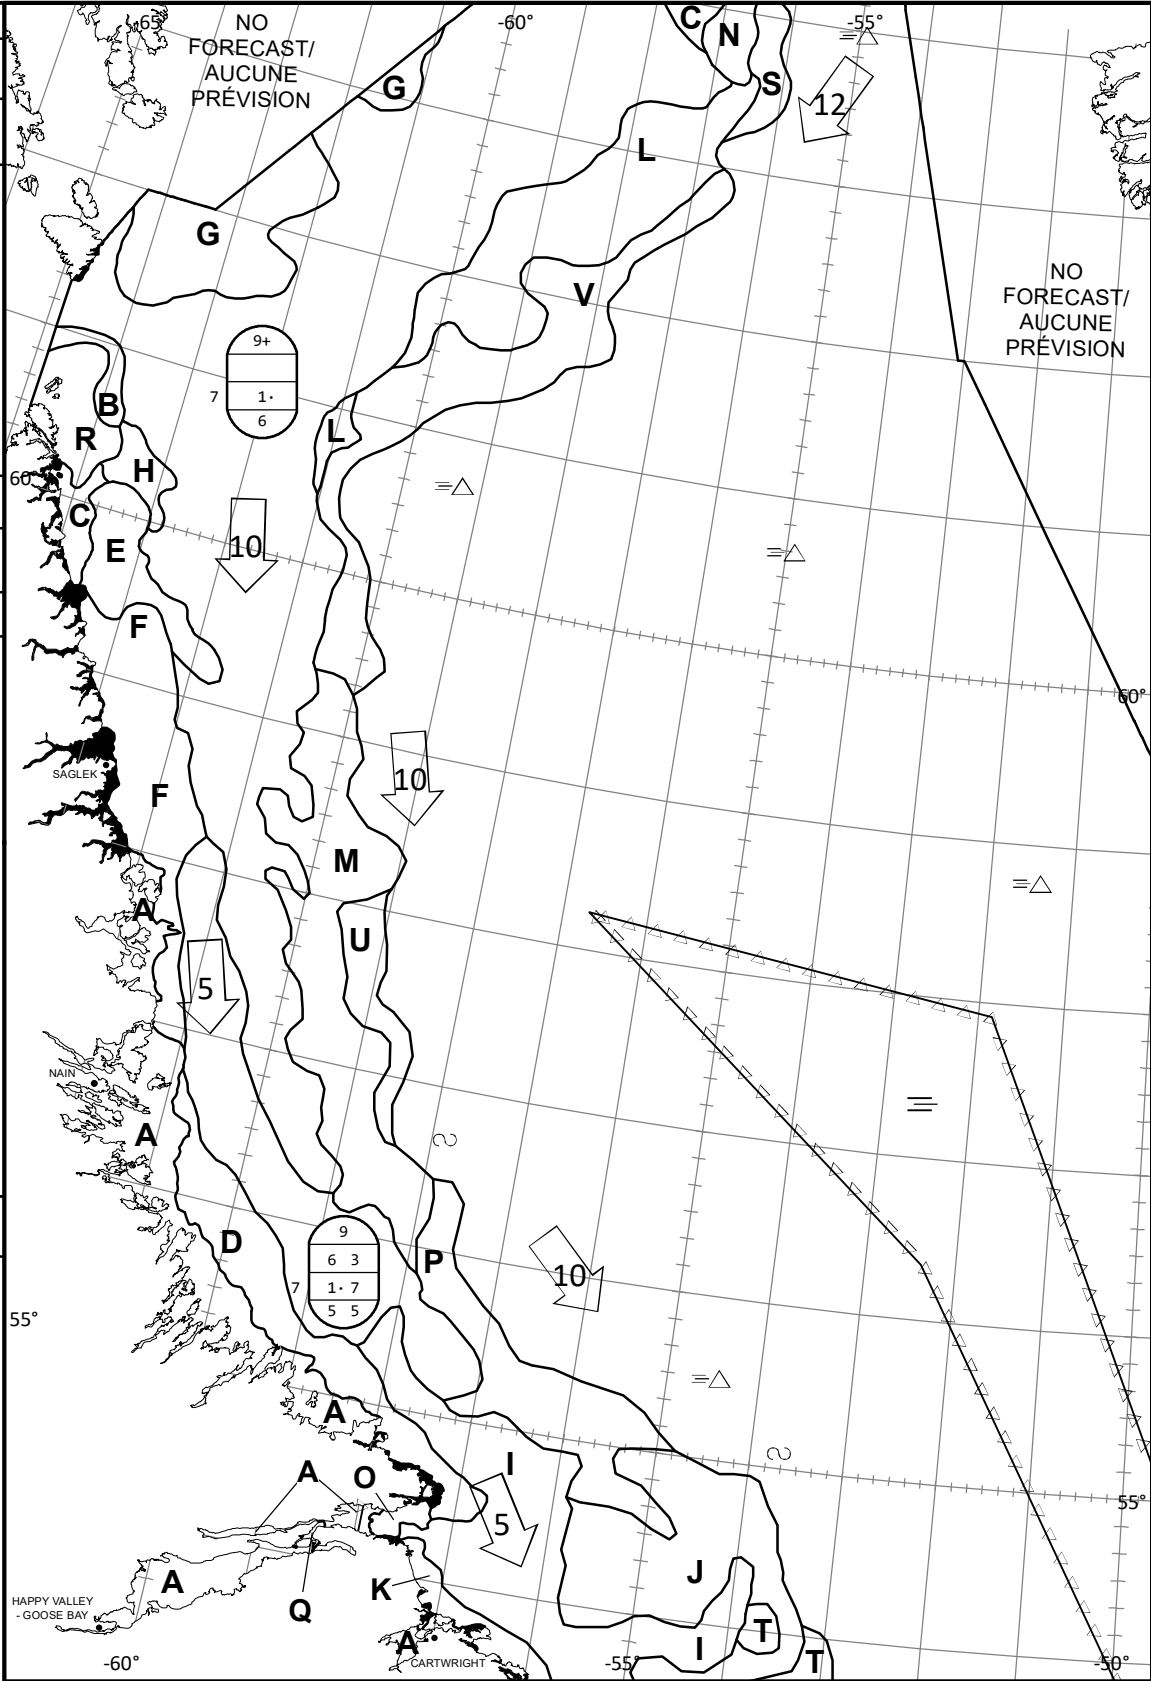 65°
-60°
-55°
NO
FORECAST/
AUCUNE
PRÉVISION
C
N
S
G
12
L
G
V
NO
FORECAST/
AUCUNE
PRÉVISION
9+
7
1·
6
B
R
L
H
60°
C
E
10
F
60°
SAGLEK
F
10
M
A
U
5
NAIN
A
D
9
6 3
7
1· 7
5 5
P
10
55°
A
A
O
I
5
55°
A
J
K
HAPPY VALLEY
- GOOSE BAY
Q
T
A
I
T
CARTWRIGHT
-60°
-55°
-50°